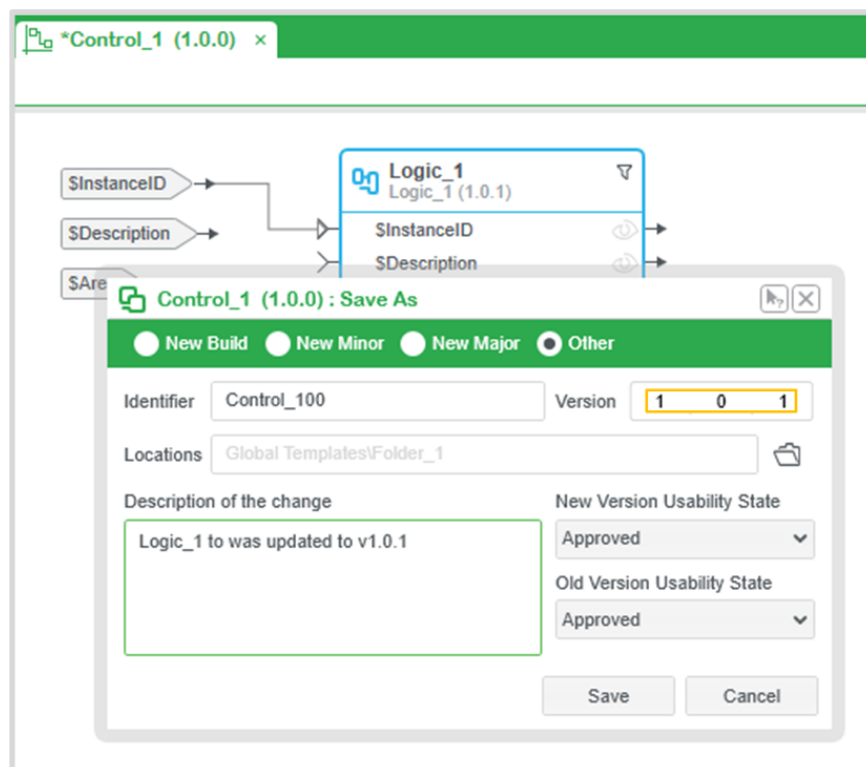 *Control_1 (1.0.0) ×
Logic_1
Logic_1 (1.0.1)
$InstanceID
$InstanceID
$Description
$Description
$Are
Control_1 (1.0.0) : Save As
New Build New Minor New Major Other
Identifier Control_100 Version 1 0 1
Locations Global Templates\Folder_1
Description of the change
Logic_1 to was updated to v1.0.1
New Version Usability State
Approved
Old Version Usability State
Approved
Save Cancel